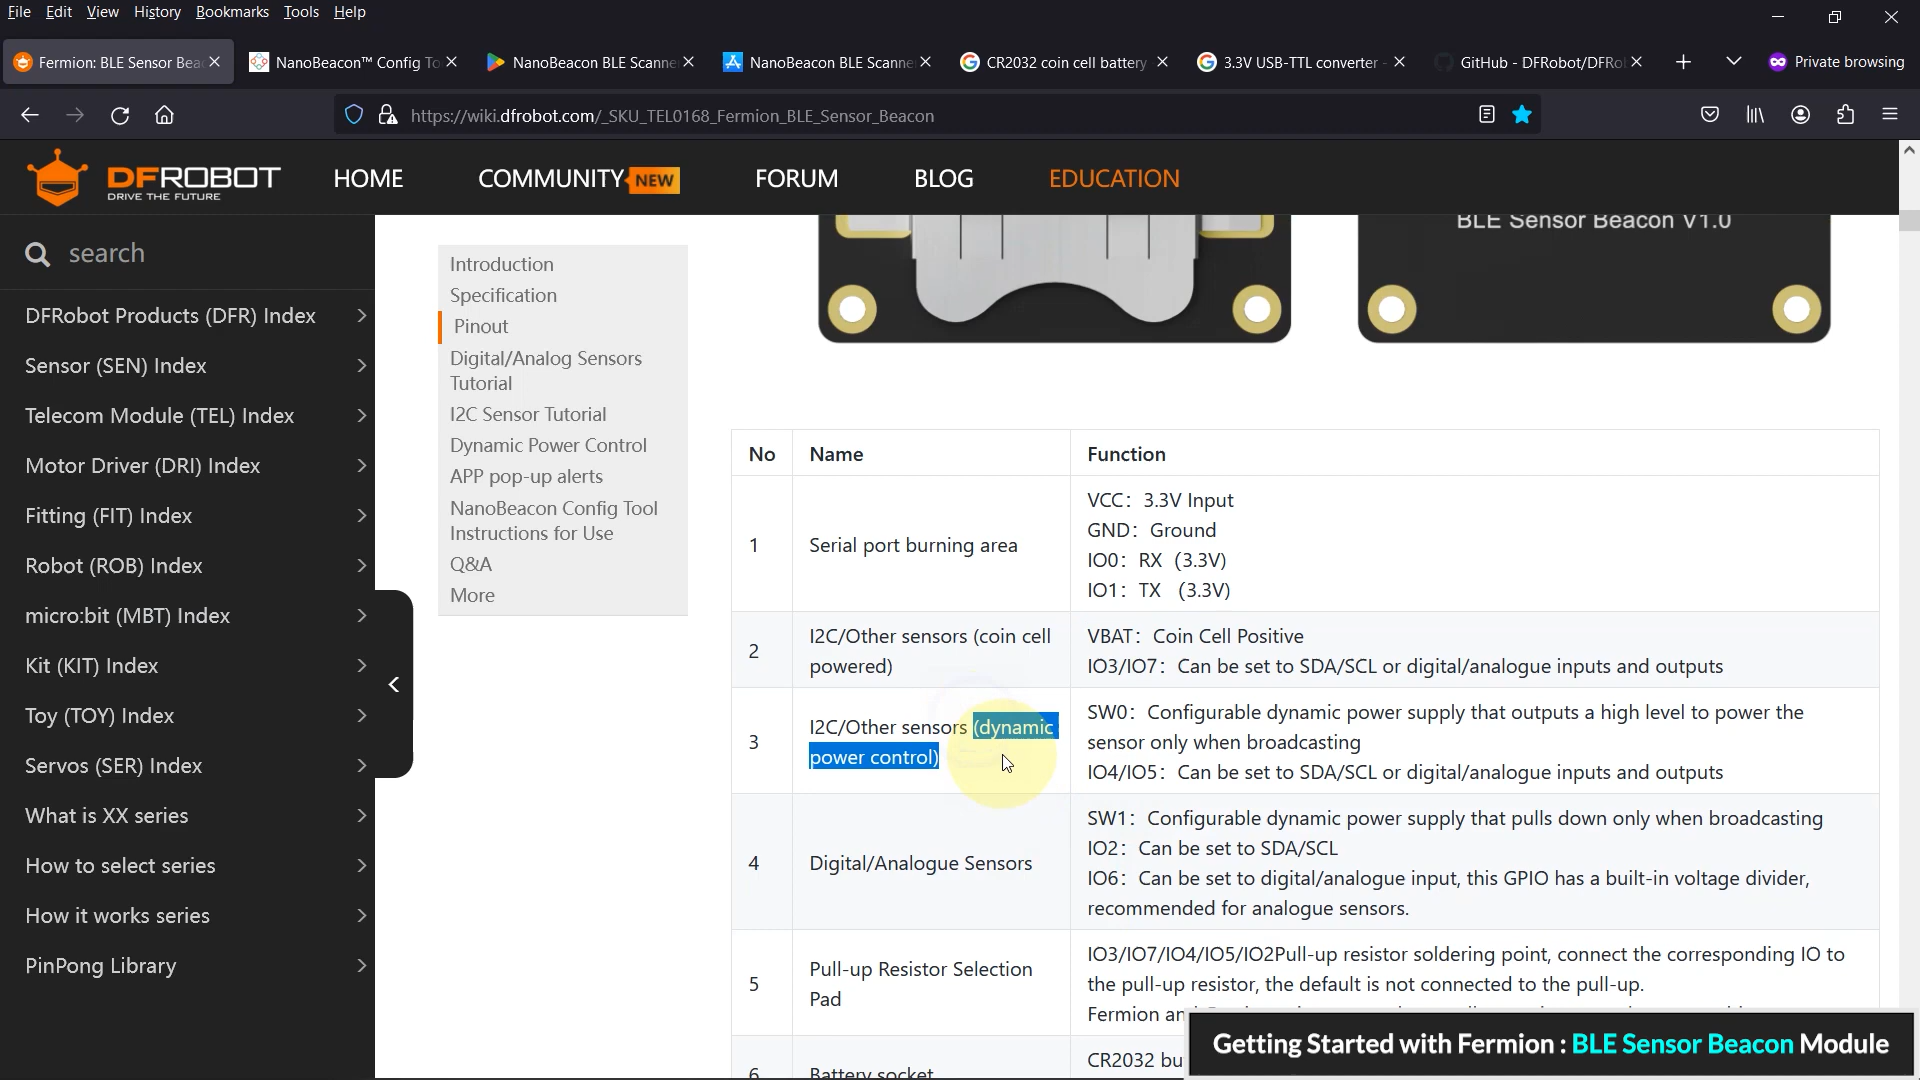 File Edit View History Bookmarks Tools Help
Fermion: BLE Sensor Bea
NanoBeacon™ Config To
NanoBeacon BLE Scanne
NanoBeacon BLE Scanne
CR2032 coin cell battery
3.3V USB-TTL converter -
GitHub - DFRobot/DFRo
Private browsing
https://wiki.dfrobot.com/_SKU_TEL0168_Fermion_BLE_Sensor_Beacon
DFROBOT
DRIVE THE FUTURE
HOME COMMUNITY NEW FORUM BLOG EDUCATION
search
DFRobot Products (DFR) Index
Sensor (SEN) Index
Telecom Module (TEL) Index
Motor Driver (DRI) Index
Fitting (FIT) Index
Robot (ROB) Index
micro:bit (MBT) Index
Kit (KIT) Index
Toy (TOY) Index
Servos (SER) Index
What is XX series
How to select series
How it works series
PinPong Library
Introduction
Specification
Pinout
Digital/Analog Sensors
Tutorial
I2C Sensor Tutorial
Dynamic Power Control
APP pop-up alerts
NanoBeacon Config Tool
Instructions for Use
Q&A
More
BLE Sensor Beacon V1.0
No Name Function
1 Serial port burning area
VCC: 3.3V Input
GND: Ground
IO0: RX (3.3V)
IO1: TX (3.3V)
2 I2C/Other sensors (coin cell
powered)
VBAT: Coin Cell Positive
IO3/IO7: Can be set to SDA/SCL or digital/analogue inputs and outputs
3 I2C/Other sensors (dynamic
power control)
SW0: Configurable dynamic power supply that outputs a high level to power the
sensor only when broadcasting
IO4/IO5: Can be set to SDA/SCL or digital/analogue inputs and outputs
4 Digital/Analogue Sensors
SW1: Configurable dynamic power supply that pulls down only when broadcasting
IO2: Can be set to SDA/SCL
IO6: Can be set to digital/analogue input, this GPIO has a built-in voltage divider,
recommended for analogue sensors.
5 Pull-up Resistor Selection
Pad
IO3/IO7/IO4/IO5/IO2Pull-up resistor soldering point, connect the corresponding IO to
the pull-up resistor, the default is not connected to the pull-up.
Fermion an
6 Battery socket
CR2032 bu
Getting Started with Fermion : BLE Sensor Beacon Module